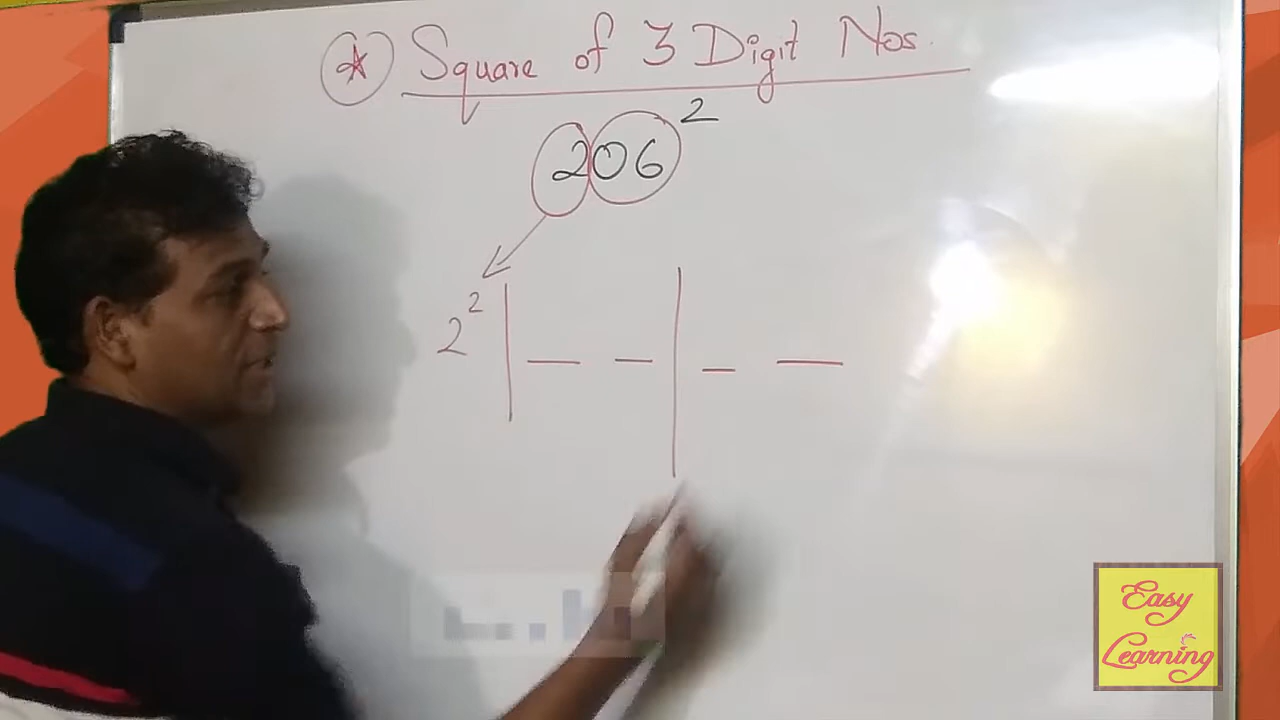 Square of 3 Digit Nos.
206²
2² | _ _ | _ _
Easy
Learning